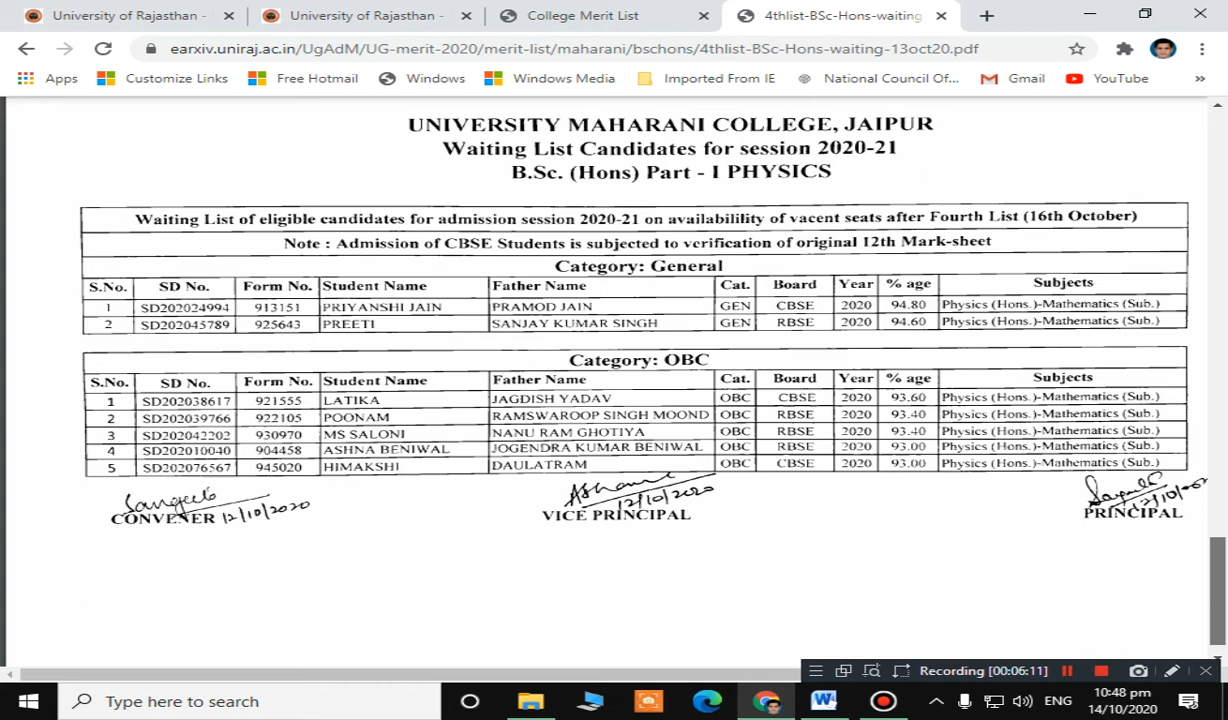 University of Rajasthan -
University of Rajasthan -
College Merit List
4thlist-BSc-Hons-waiting
earxiv.uniraj.ac.in/UgAdM/UG-merit-2020/merit-list/maharani/bschons/4thlist-BSc-Hons-waiting-13oct20.pdf
Apps Customize Links Free Hotmail Windows Windows Media Imported From IE National Council Of... Gmail YouTube »
UNIVERSITY MAHARANI COLLEGE, JAIPUR
Waiting List Candidates for session 2020-21
B.Sc. (Hons) Part - I PHYSICS
Waiting List of eligible candidates for admission session 2020-21 on availablility of vacent seats after Fourth List (16th October)
Note : Admission of CBSE Students is subjected to verification of original 12th Mark-sheet
Category: General
S.No. SD No. Form No. Student Name Father Name Cat. Board Year % age Subjects
1 SD202024994 913151 PRIYANSHI JAIN PRAMOD JAIN GEN CBSE 2020 94.80 Physics (Hons.)-Mathematics (Sub.)
2 SD202045789 925643 PREETI SANJAY KUMAR SINGH GEN RBSE 2020 94.60 Physics (Hons.)-Mathematics (Sub.)
Category: OBC
S.No. SD No. Form No. Student Name Father Name Cat. Board Year % age Subjects
1 SD202038617 921555 LATIKA JAGDISH YADAV OBC CBSE 2020 93.60 Physics (Hons.)-Mathematics (Sub.)
2 SD202039766 922105 POONAM RAMSWAROOP SINGH MOOND OBC RBSE 2020 93.40 Physics (Hons.)-Mathematics (Sub.)
3 SD202042202 930970 MS SALONI NANU RAM GHOTIYA OBC RBSE 2020 93.40 Physics (Hons.)-Mathematics (Sub.)
4 SD202010040 904458 ASHNA BENIWAL JOGENDRA KUMAR BENIWAL OBC RBSE 2020 93.00 Physics (Hons.)-Mathematics (Sub.)
5 SD202076567 945020 HIMAKSHI DAULATRAM OBC CBSE 2020 93.00 Physics (Hons.)-Mathematics (Sub.)
12/10/2020
CONVENER 12/10/2020 VICE PRINCIPAL PRINCIPAL
Recording [00:06:11]
Type here to search
ENG
10:48 pm
14/10/2020